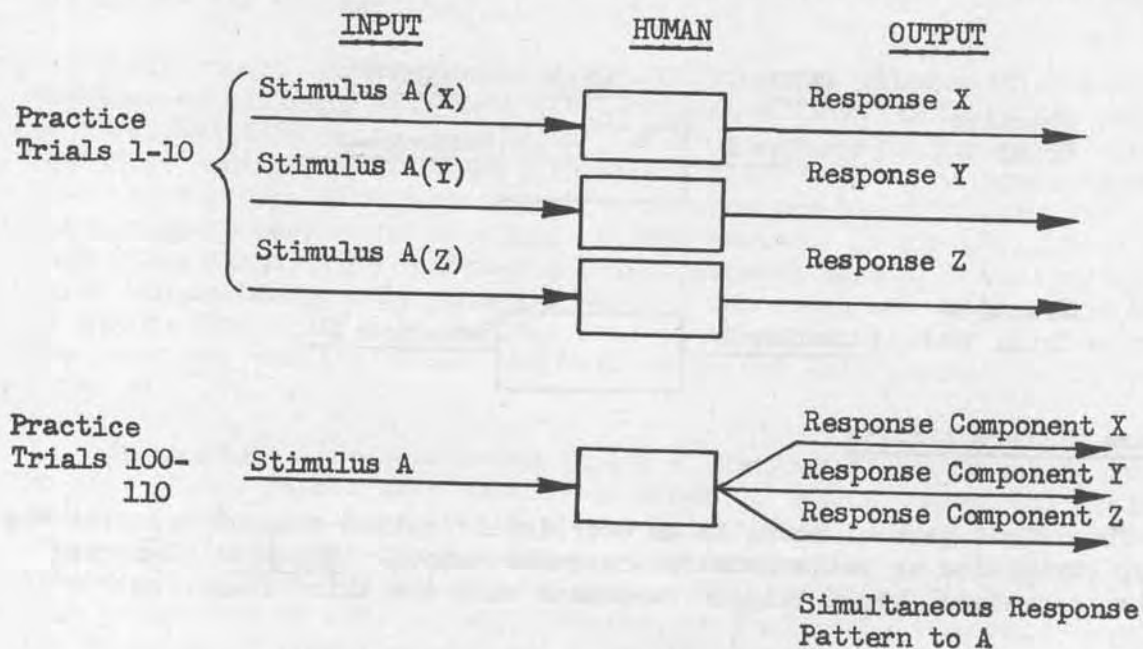 INPUT HUMAN OUTPUT
Stimulus A(X) Response X
Practice
Trials 1-10
Stimulus A(Y) Response Y
Stimulus A(Z) Response Z
Practice
Trials 100-
110
Stimulus A
Response Component X
Response Component Y
Response Component Z
Simultaneous Response
Pattern to A